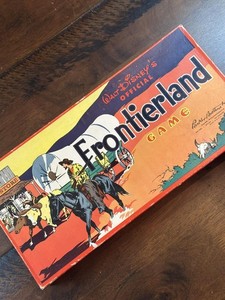 Walt Disney's
OFFICIAL
Frontierland
GAME